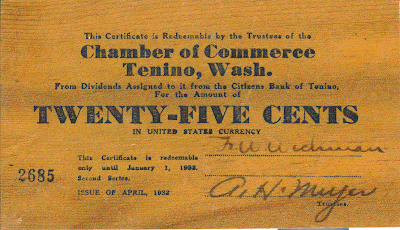 This Certificate is Redeemable by the Trustees of the
Chamber of Commerce
Tenino, Wash.
From Dividends Assigned to it from the Citizens Bank of Tenino,
For the Amount of
TWENTY-FIVE CENTS
IN UNITED STATES CURRENCY
This Certificate is redeemable
only until January 1, 1933.
Second Series.
2685
ISSUE OF APRIL, 1932
A. H. Meyer
Trustees.